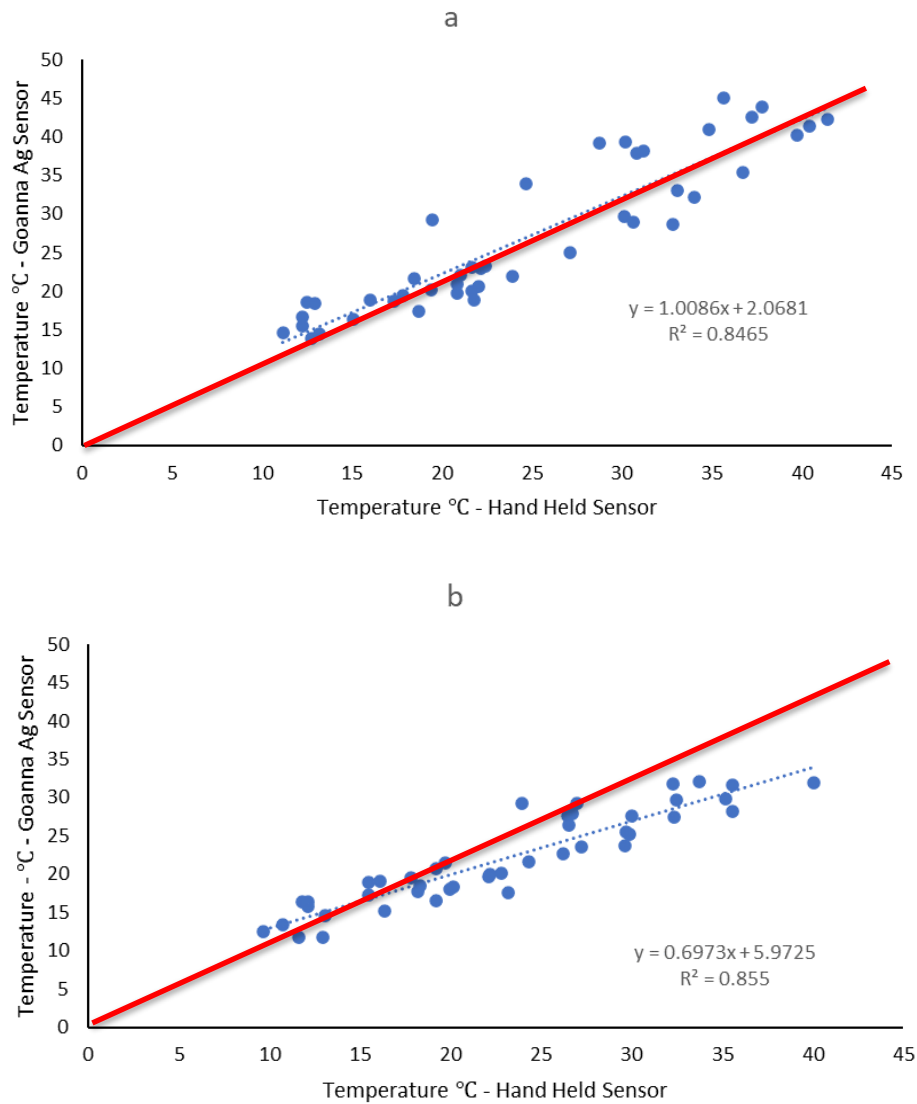 a
50
45
40
35
30
25
20
15
10
5
0
Temperature °C - Goanna Ag Sensor
y = 1.0086x + 2.0681
R² = 0.8465
0 5 10 15 20 25 30 35 40 45
Temperature °C - Hand Held Sensor
b
50
45
40
35
30
25
20
15
10
5
0
Temperature - °C - Goanna Ag Sensor
y = 0.6973x + 5.9725
R² = 0.855
0 5 10 15 20 25 30 35 40 45
Temperature °C - Hand Held Sensor